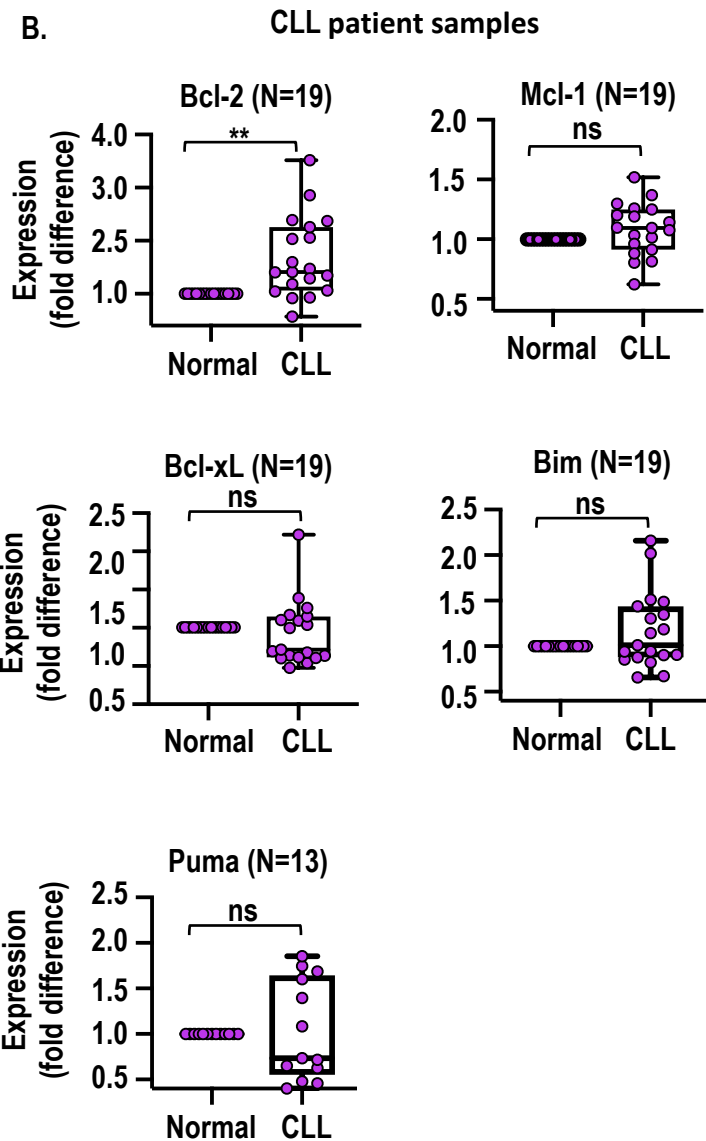 B.
CLL patient samples
Bcl-2 (N=19)
**
4.0
3.0
2.5
1.0
Expression
(fold difference)
Normal CLL
Mcl-1 (N=19)
ns
2.0
1.5
1.0
0.5
Normal CLL
Bcl-xL (N=19)
ns
2.5
2.0
1.5
1.0
0.5
Expression
(fold difference)
Normal CLL
Bim (N=19)
ns
2.5
2.0
1.5
1.0
0.5
Normal CLL
Puma (N=13)
ns
2.5
2.0
1.5
1.0
0.5
Expression
(fold difference)
Normal CLL